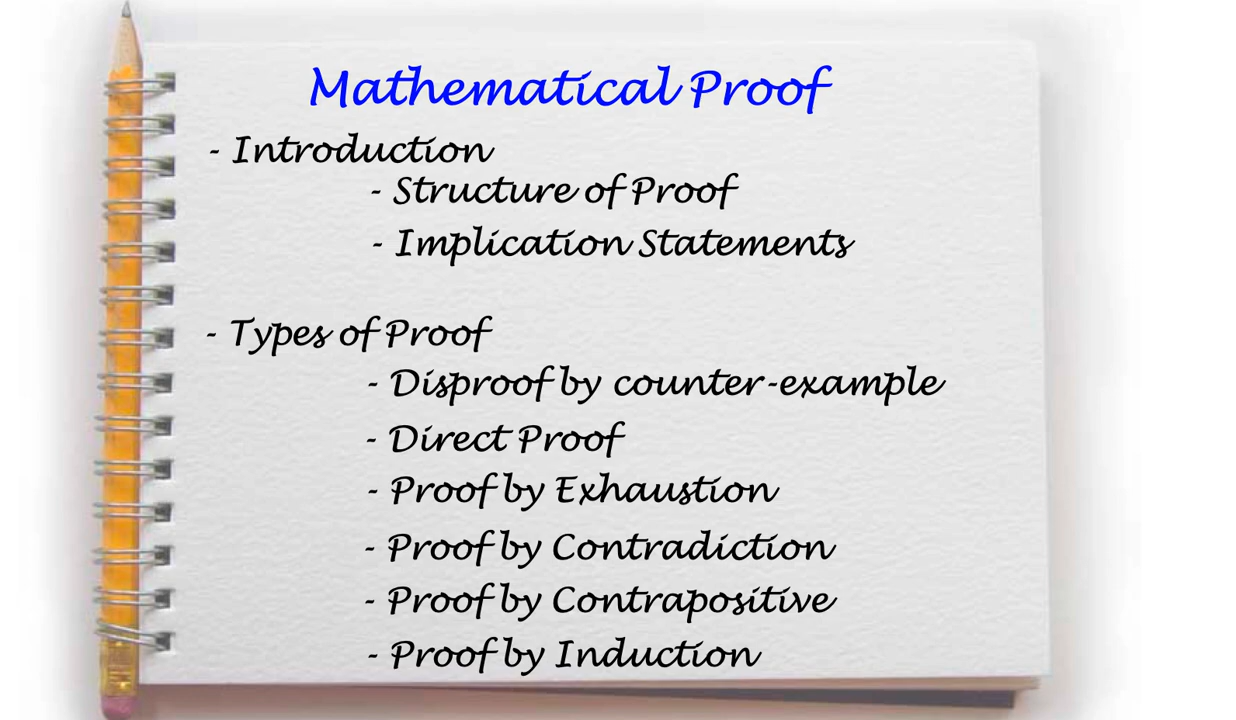 Mathematical Proof
- Introduction
- Structure of Proof
- Implication Statements
- Types of Proof
- Disproof by counter-example
- Direct Proof
- Proof by Exhaustion
- Proof by Contradiction
- Proof by Contrapositive
- Proof by Induction